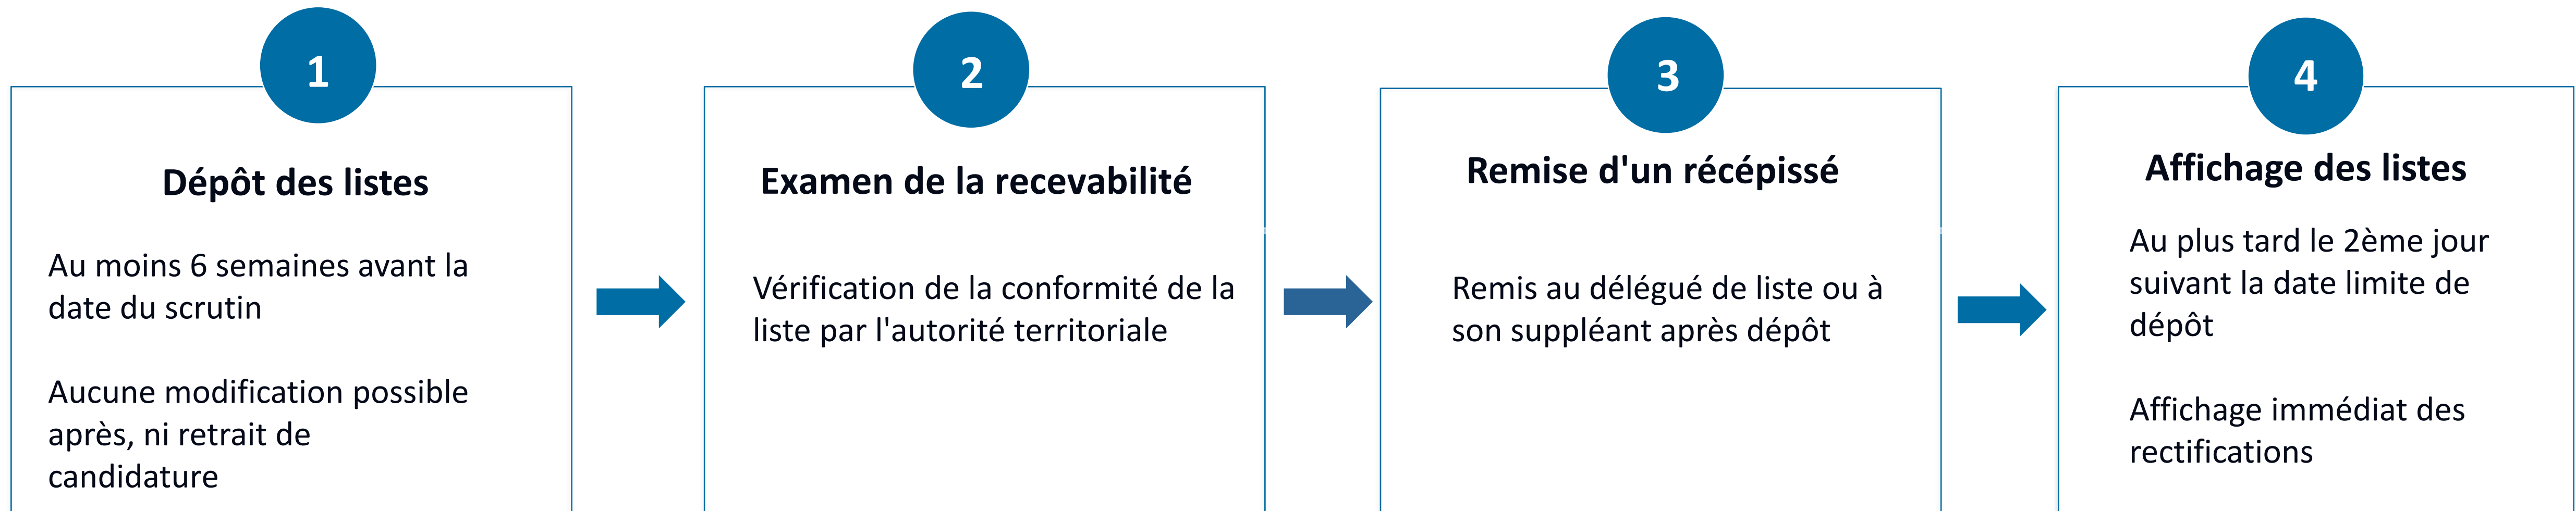 1
Dépôt des listes
Au moins 6 semaines avant la
date du scrutin
Aucune modification possible
après, ni retrait de
candidature
2
Examen de la recevabilité
Vérification de la conformité de la
liste par l'autorité territoriale
3
Remise d'un récépissé
Remis au délégué de liste ou à
son suppléant après dépôt
4
Affichage des listes
Au plus tard le 2ème jour
suivant la date limite de
dépôt
Affichage immédiat des
rectifications